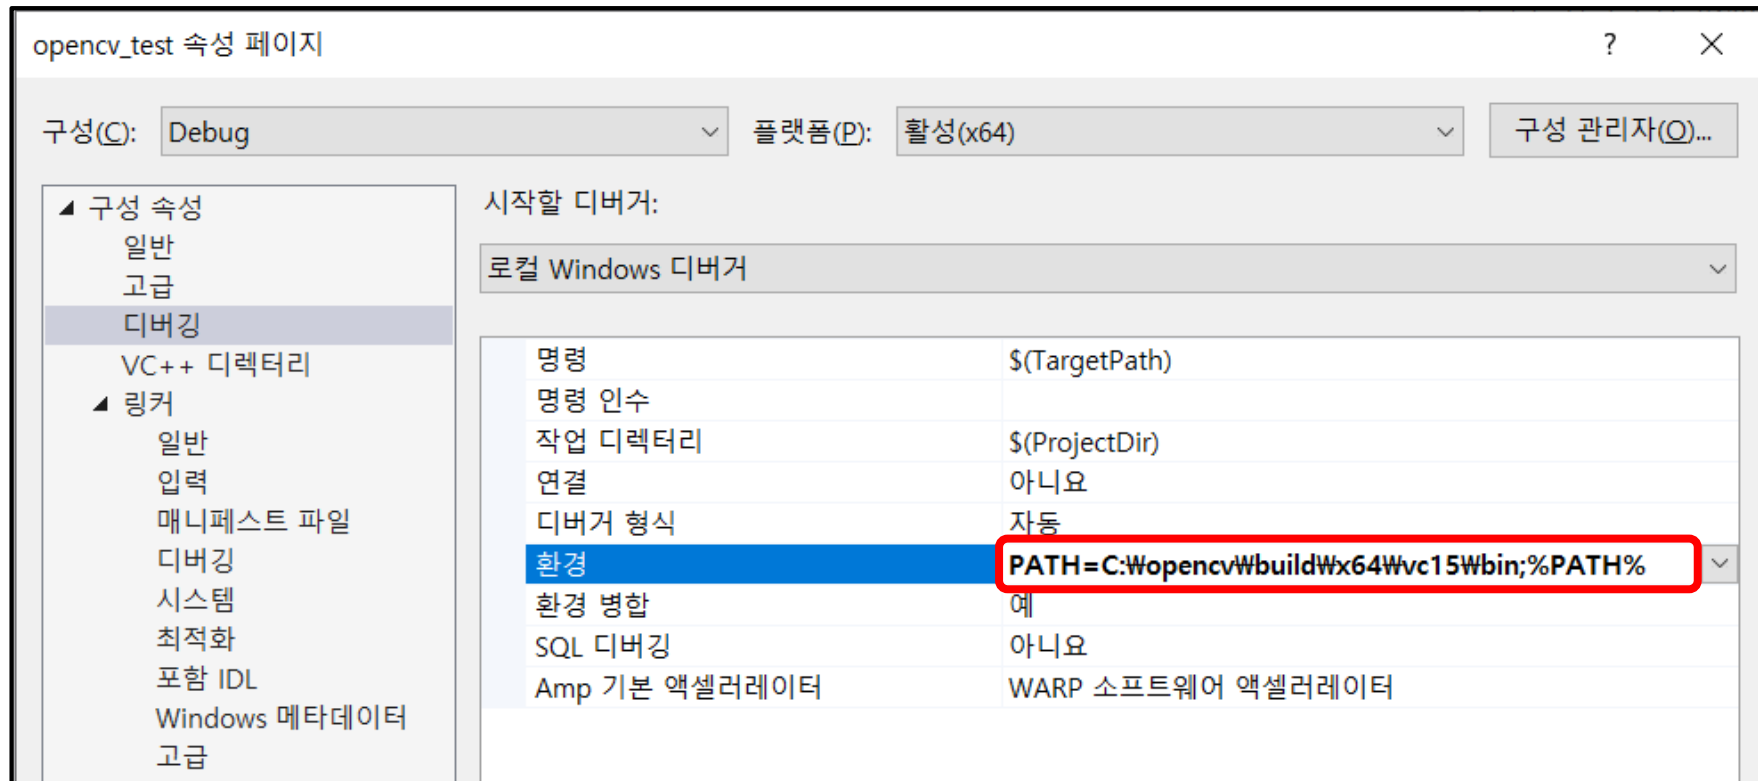 opencv_test 속성 페이지
?
구성(C): Debug 플랫폼(P): 활성(x64) 구성 관리자(O)...
구성 속성
일반
고급
디버깅
VC++ 디렉터리
링커
일반
입력
매니페스트 파일
디버깅
시스템
최적화
포함 IDL
Windows 메타데이터
고급
시작할 디버거:
로컬 Windows 디버거
명령 $(TargetPath)
명령 인수
작업 디렉터리 $(ProjectDir)
연결 아니요
디버거 형식 자동
환경 PATH=C:₩opencv₩build₩x64₩vc15₩bin;%PATH%
환경 병합 예
SQL 디버깅 아니요
Amp 기본 액셀러레이터 WARP 소프트웨어 액셀러레이터